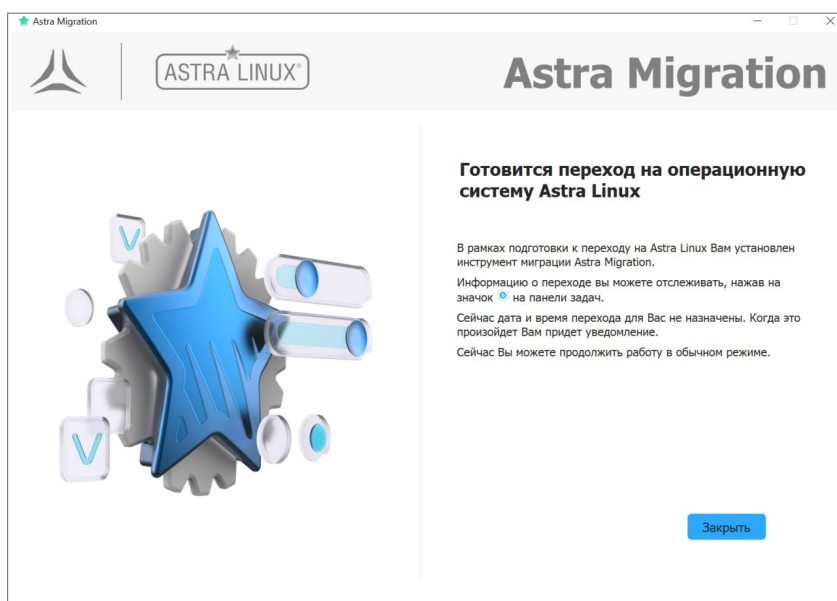 Astra Migration
ASTRA LINUX®
Astra Migration
Готовится переход на операционную
систему Astra Linux
В рамках подготовки к переходу на Astra Linux Вам установлен
инструмент миграции Astra Migration.
Информацию о переходе вы можете отслеживать, нажав на
значок на панели задач.
Сейчас дата и время перехода для Вас не назначены. Когда это
произойдет Вам придет уведомление.
Сейчас Вы можете продолжить работу в обычном режиме.
Закрыть